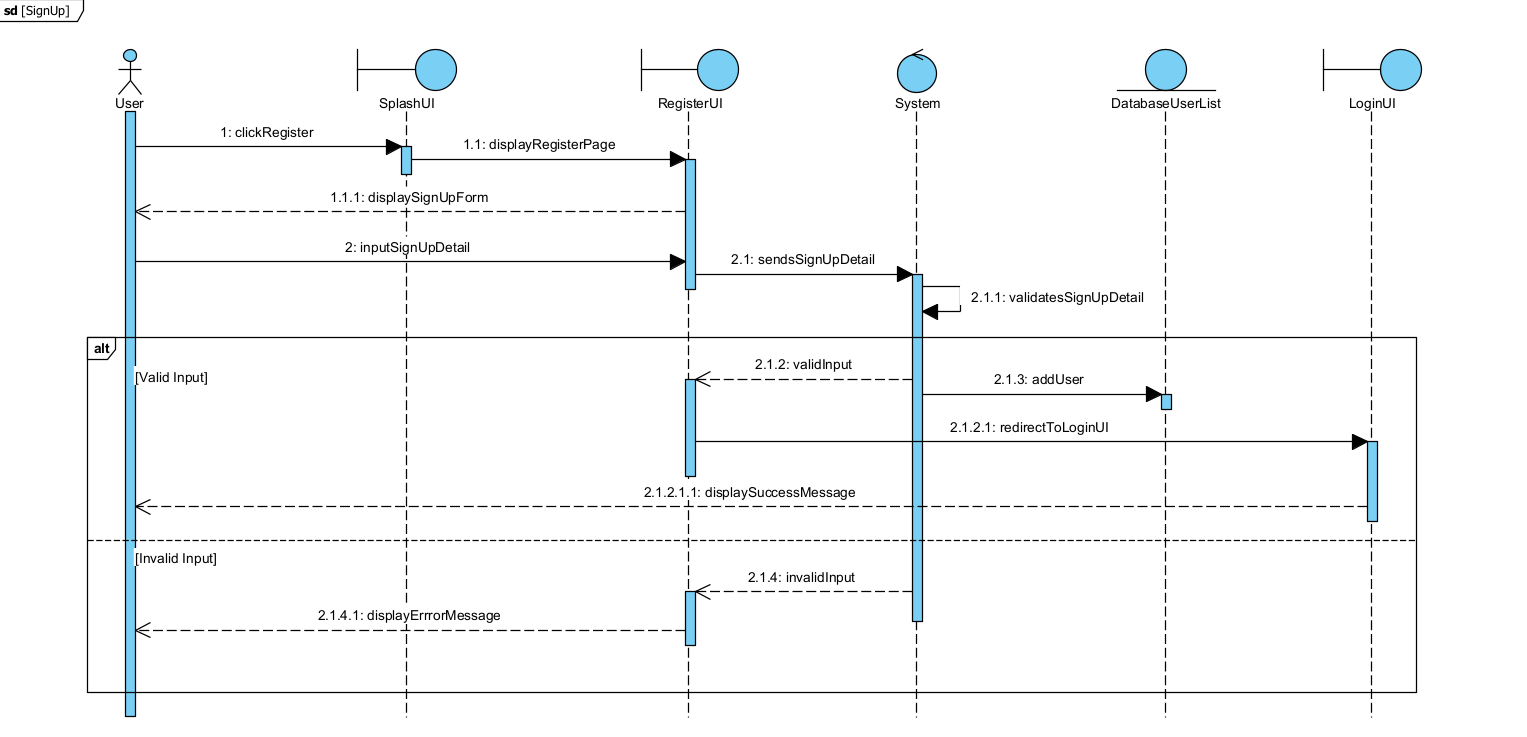 sd [SignUp]
User
SplashUI
RegisterUI
System
DatabaseUserList
LoginUI
1: clickRegister
1.1: displayRegisterPage
1.1.1: displaySignUpForm
2: inputSignUpDetail
2.1: sendsSignUpDetail
2.1.1: validatesSignUpDetail
alt
[Valid Input]
2.1.2: validInput
2.1.3: addUser
2.1.2.1: redirectToLoginUI
2.1.2.1.1: displaySuccessMessage
[Invalid Input]
2.1.4: invalidInput
2.1.4.1: displayErrrorMessage